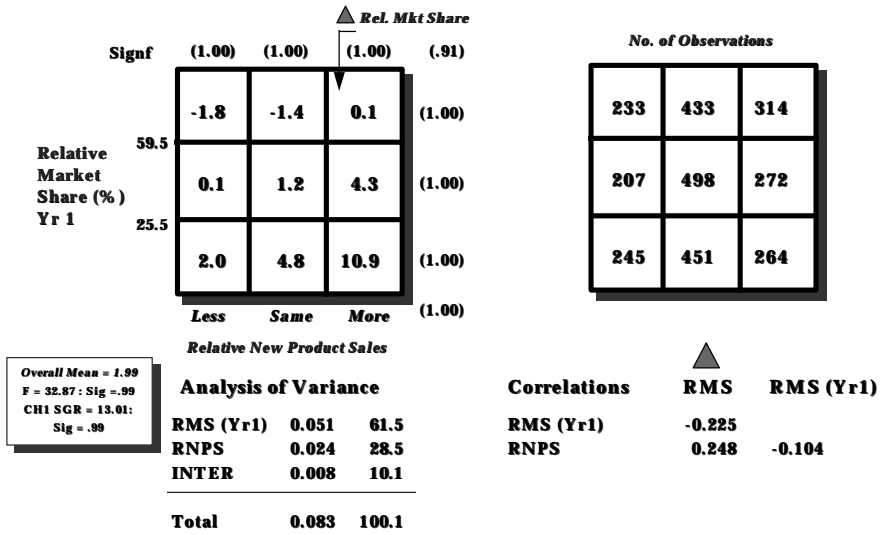 Rel. Mkt Share
Signf (1.00) (1.00) (1.00) (.91)
-1.8 -1.4 0.1 (1.00)
59.5
Relative
Market
Share (%)
Yr 1
0.1 1.2 4.3 (1.00)
25.5
2.0 4.8 10.9 (1.00)
(1.00)
Less Same More
Relative New Product Sales
No. of Observations
233 433 314
207 498 272
245 451 264
Overall Mean = 1.99
F = 32.87 : Sig =.99
CH1 SGR = 13.01:
Sig = .99
Analysis of Variance
RMS (Yr1) 0.051 61.5
RNPS 0.024 28.5
INTER 0.008 10.1
Total 0.083 100.1
Correlations RMS RMS (Yr1)
RMS (Yr1) -0.225
RNPS 0.248 -0.104